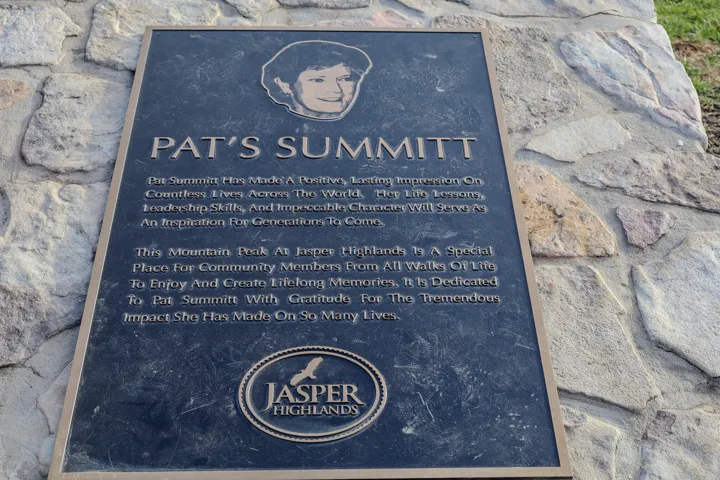 PAT'S SUMMITT
Pat Summitt Has Made A Positive, Lasting Impression On
Countless Lives Across The World. Her Life Lessons,
Leadership Skills, And Impeccable Character Will Serve As
An Inspiration For Generations To Come.
This Mountain Peak At Jasper Highlands Is A Special
Place For Community Members From All Walks Of Life
To Enjoy And Create Lifelong Memories. It Is Dedicated
To Pat Summitt With Gratitude For The Tremendous
Impact She Has Made On So Many Lives.
JASPER
HIGHLANDS